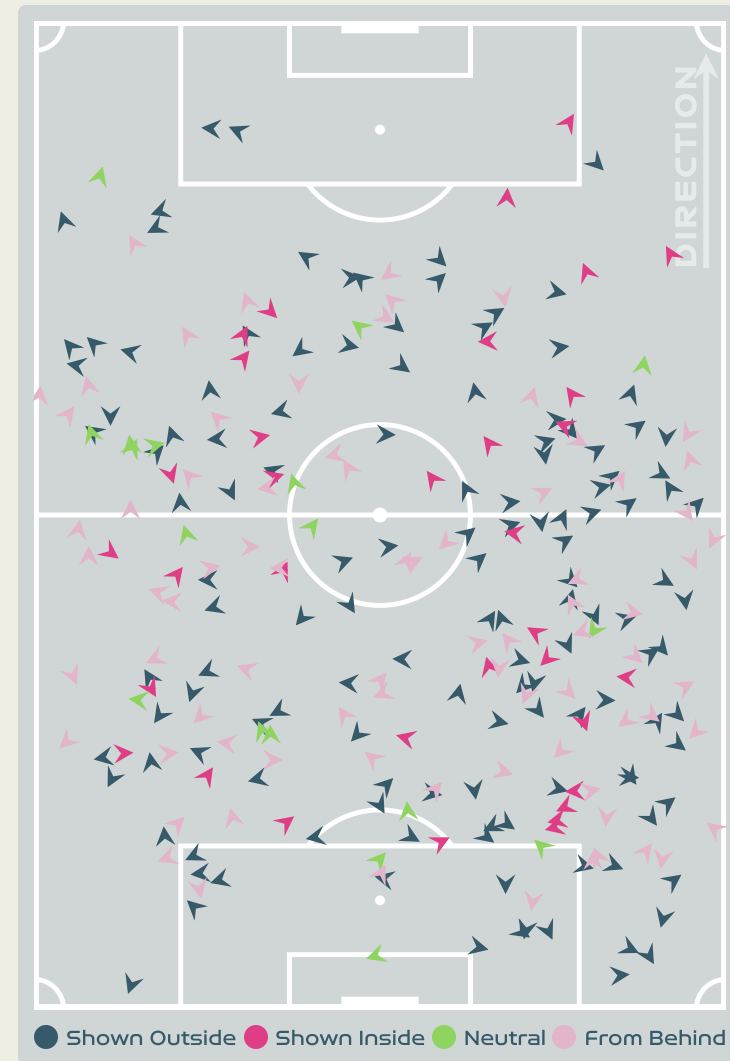 DIRECTION
Shown Outside
Shown Inside
Neutral
From Behind